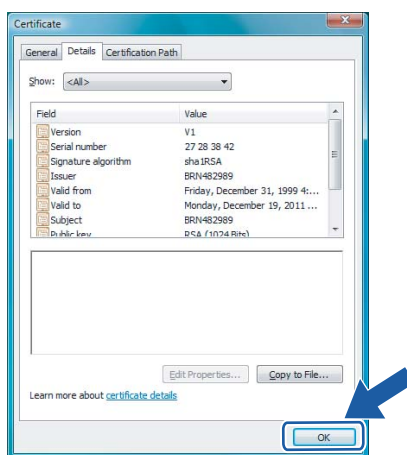 Certificate
General Details Certification Path
Show: <All>
Field Value
Version V1
Serial number 27 28 38 42
Signature algorithm sha1RSA
Issuer BRN482989
Valid from Friday, December 31, 1999 4:...
Valid to Monday, December 19, 2011 ...
Subject BRN482989
Public key RSA (1024 Bits)
Edit Properties... Copy to File...
Learn more about certificate details
OK